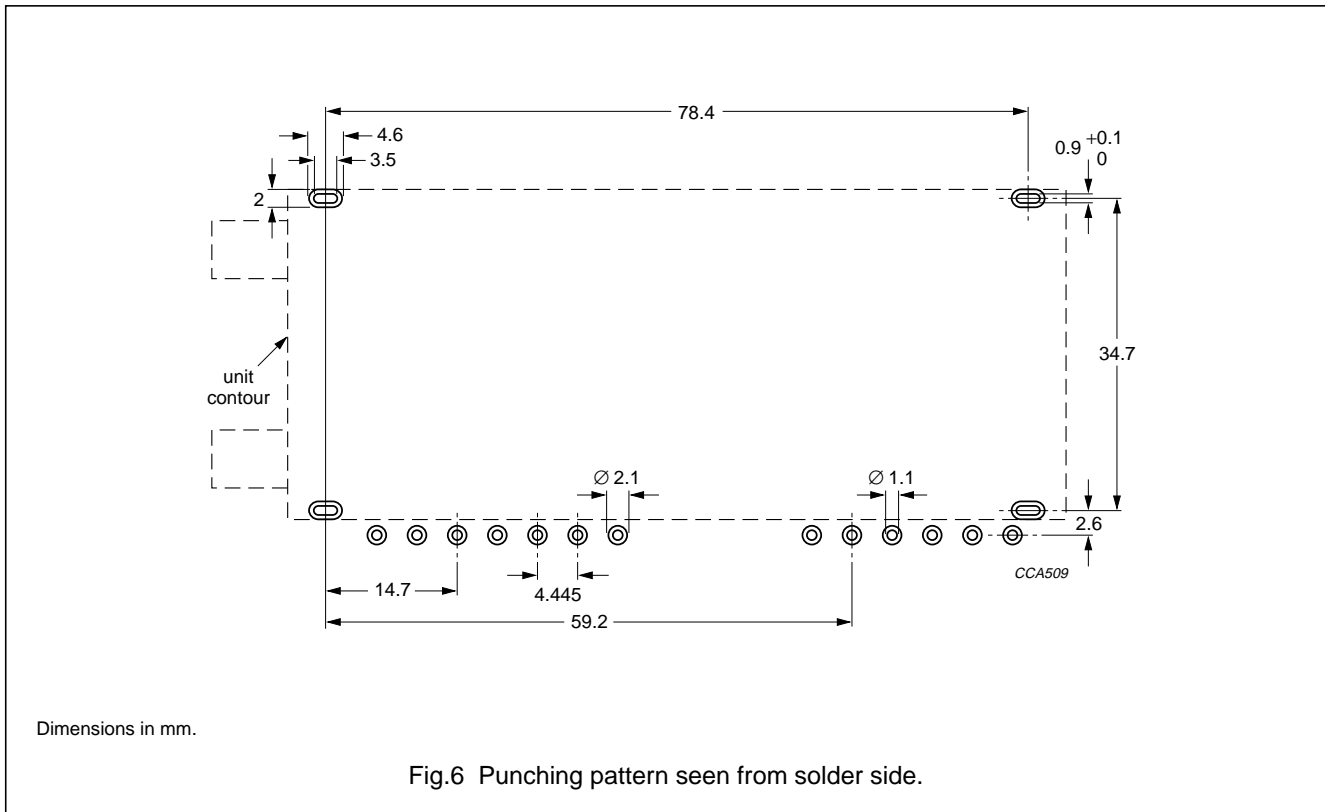 78.4
4.6
3.5
0.9 +0.1
0
2
34.7
unit
contour
∅ 2.1
∅ 1.1
2.6
CCA509
14.7
4.445
59.2
Dimensions in mm.
Fig.6 Punching pattern seen from solder side.